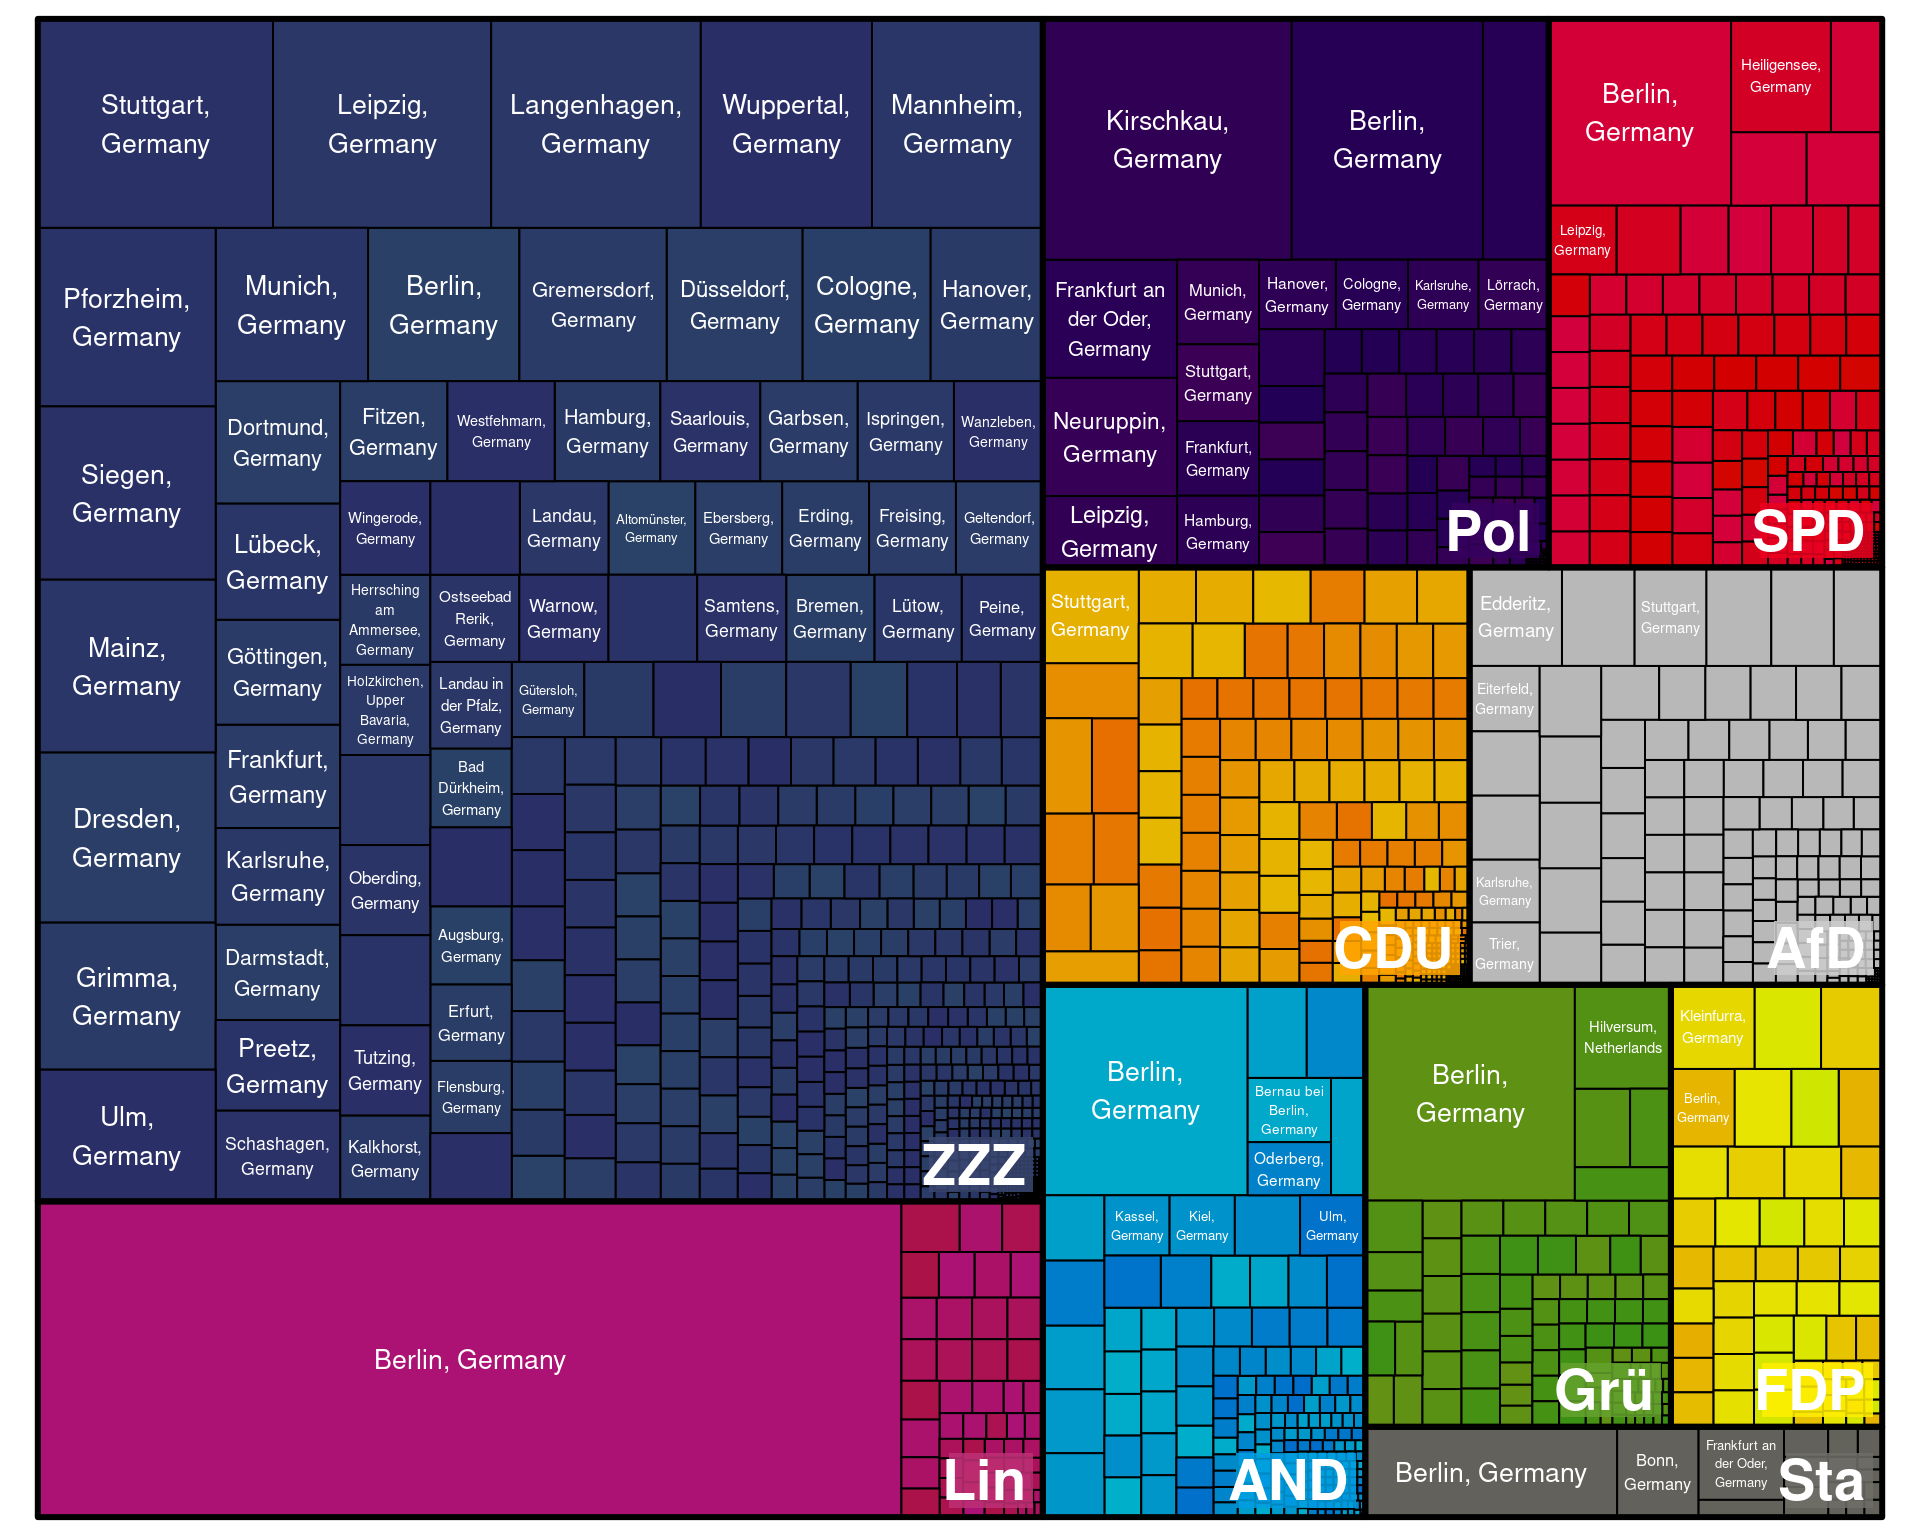 Stuttgart,
Germany
Leipzig,
Germany
Langenhagen,
Germany
Wuppertal,
Germany
Mannheim,
Germany
Pforzheim,
Germany
Munich,
Germany
Berlin,
Germany
Gremersdorf,
Germany
Düsseldorf,
Germany
Cologne,
Germany
Hanover,
Germany
Siegen,
Germany
Mainz,
Germany
Dresden,
Germany
Grimma,
Germany
Ulm,
Germany
Dortmund,
Germany
Lübeck,
Germany
Göttingen,
Germany
Frankfurt,
Germany
Karlsruhe,
Germany
Darmstadt,
Germany
Preetz,
Germany
Schashagen,
Germany
Fitzen,
Germany
Westfehmarn,
Germany
Hamburg,
Germany
Saarlouis,
Germany
Garbsen,
Germany
Ispringen,
Germany
Wanzleben,
Germany
Wingerode,
Germany
Landau,
Germany
Altomünster,
Germany
Ebersberg,
Germany
Erding,
Germany
Freising,
Germany
Geltendorf,
Germany
Herrsching
am
Ammersee,
Germany
Ostseebad
Rerik,
Germany
Warnow,
Germany
Samtens,
Germany
Bremen,
Germany
Lütow,
Germany
Peine,
Germany
Holzkirchen,
Upper
Bavaria,
Germany
Landau in
der Pfalz,
Germany
Gütersloh,
Germany
Bad
Dürkheim,
Germany
Oberding,
Germany
Augsburg,
Germany
Erfurt,
Germany
Tutzing,
Germany
Flensburg,
Germany
Kalkhorst,
Germany
ZZZ
Berlin, Germany
Lin
Kirschkau,
Germany
Berlin,
Germany
Frankfurt an
der Oder,
Germany
Munich,
Germany
Hanover,
Germany
Cologne,
Germany
Karlsruhe,
Germany
Lörrach,
Germany
Stuttgart,
Germany
Neuruppin,
Germany
Frankfurt,
Germany
Leipzig,
Germany
Hamburg,
Germany
Pol
Berlin,
Germany
Heiligensee,
Germany
Leipzig,
Germany
SPD
Stuttgart,
Germany
CDU
Edderitz,
Germany
Stuttgart,
Germany
Eiterfeld,
Germany
Karlsruhe,
Germany
Trier,
Germany
AfD
Berlin,
Germany
Bernau bei
Berlin,
Germany
Oderberg,
Germany
Kassel,
Germany
Kiel,
Germany
Ulm,
Germany
AND
Berlin,
Germany
Hilversum,
Netherlands
Grü
Kleinfurra,
Germany
Berlin,
Germany
FDP
Berlin, Germany
Bonn,
Germany
Frankfurt an
der Oder,
Germany
Sta